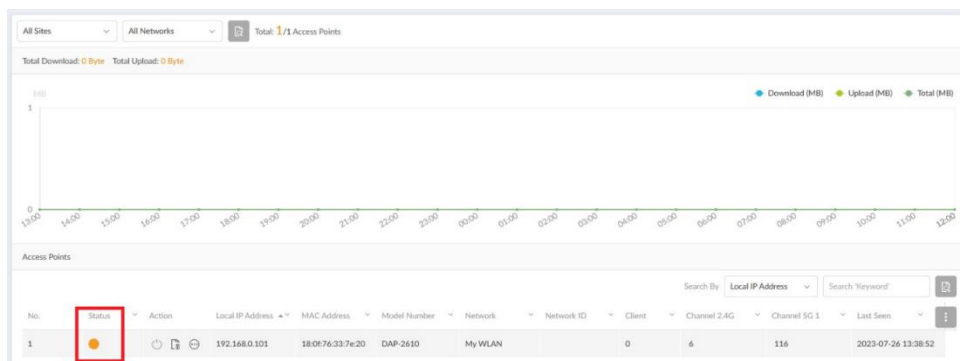 All Sites All Networks Total: 1/1 Access Points
Total Download: 0 Byte Total Upload: 0 Byte
MB
Download (MB) Upload (MB) Total (MB)
1
0
13:00 14:00 15:00 16:00 17:00 18:00 19:00 20:00 21:00 22:00 23:00 00:00 01:00 02:00 03:00 04:00 05:00 06:00 07:00 08:00 09:00 10:00 11:00 12:00
Access Points
Search By Local IP Address Search 'Keyword'
No. Status Action Local IP Address MAC Address Model Number Network Network ID Client Channel 2.4G Channel 5G 1 Last Seen
1 192.168.0.101 18:0f:76:33:7e:20 DAP-2610 My WLAN 0 6 116 2023-07-26 13:38:52